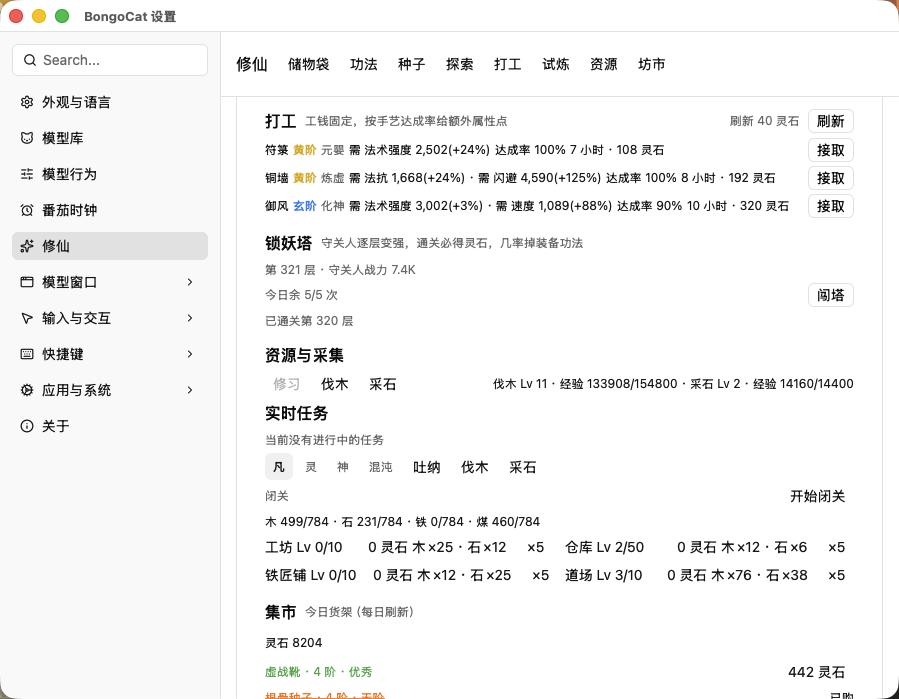 BongoCat 设置
Search...
外观与语言
模型库
模型行为
番茄时钟
修仙
模型窗口
输入与交互
快捷键
应用与系统
关于
修仙 储物袋 功法 种子 探索 打工 试炼 资源 坊市
打工 工钱固定，按手艺达成率给额外属性点 刷新 40 灵石 刷新
符箓 黄阶 元婴 需 法术强度 2,502(+24%) 达成率 100% 7 小时 · 108 灵石 接取
铜墙 黄阶 炼虚 需 法抗 1,668(+24%) · 需 闪避 4,590(+125%) 达成率 100% 8 小时 · 192 灵石 接取
御风 玄阶 化神 需 法术强度 3,002(+3%) · 需 速度 1,089(+88%) 达成率 90% 10 小时 · 320 灵石 接取
锁妖塔 守关人逐层变强，通关必得灵石，几率掉装备功法
第 321 层 · 守关人战力 7.4K
今日余 5/5 次 闯塔
已通关第 320 层
资源与采集
修习 伐木 采石 伐木 Lv 11 · 经验 133908/154800 · 采石 Lv 2 · 经验 14160/14400
实时任务
当前没有进行中的任务
凡 灵 神 混沌 吐纳 伐木 采石
闭关 开始闭关
木 499/784 · 石 231/784 · 铁 0/784 · 煤 460/784
工坊 Lv 0/10 0 灵石 木×25 · 石×12 ×5 仓库 Lv 2/50 0 灵石 木×12 · 石×6 ×5
铁匠铺 Lv 0/10 0 灵石 木×12 · 石×25 ×5 道场 Lv 3/10 0 灵石 木×76 · 石×38 ×5
集市 今日货架 (每日刷新)
灵石 8204
虚战靴 · 4 阶 · 优秀 442 灵石
根骨种子 · 4 阶 · 天阶 已购